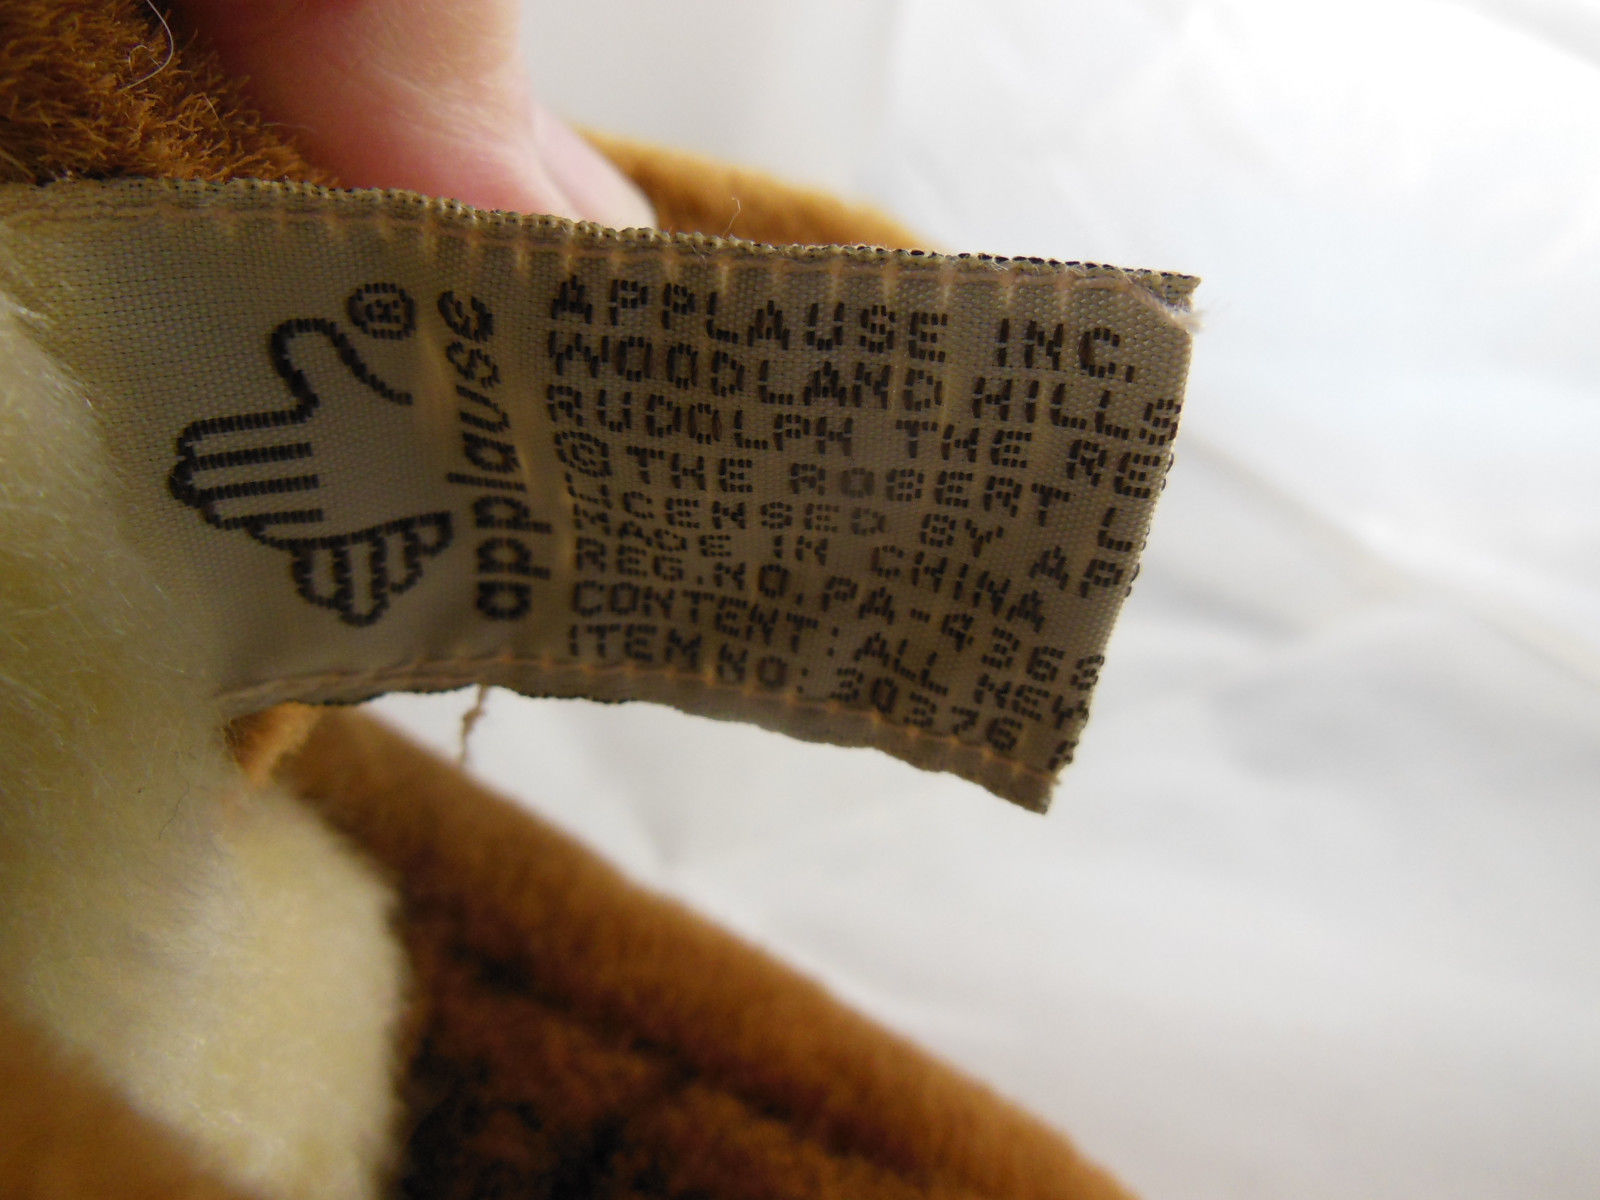 ®
applause
APPLAUSE INC.
WOODLAND HILLS
RUDOLPH THE RE
© THE ROBERT L
LICENSED BY AP
MADE IN CHINA
REG.NO.PA-4368
CONTENT: ALL NEW
ITEM NO: 30376